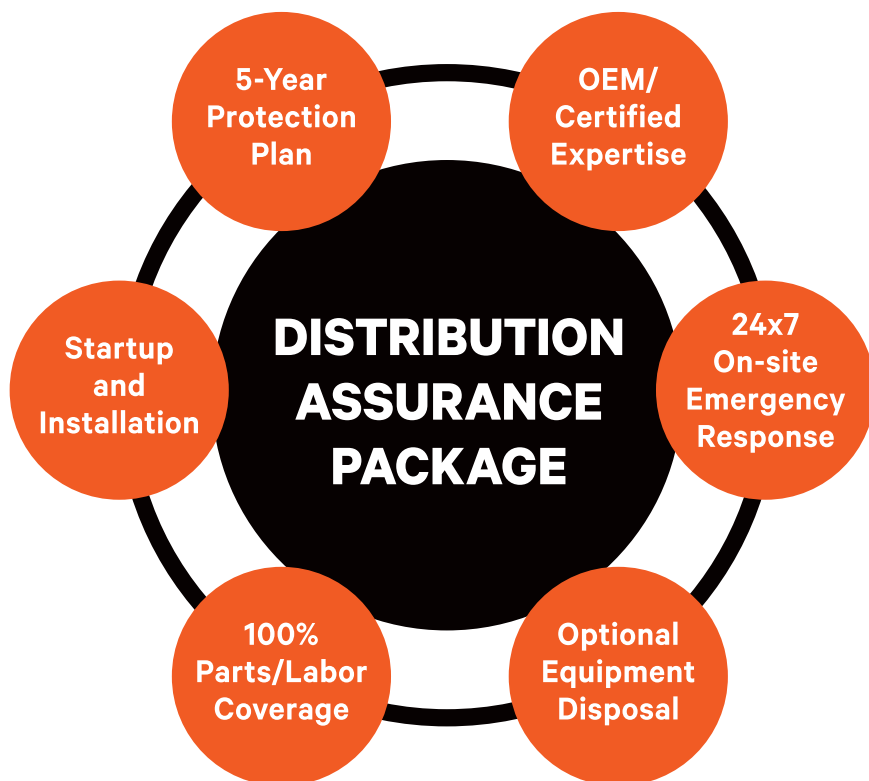 5-Year
Protection
Plan
OEM/
Certified
Expertise
Startup
and
Installation
DISTRIBUTION
ASSURANCE
PACKAGE
24x7
On-site
Emergency
Response
100%
Parts/Labor
Coverage
Optional
Equipment
Disposal